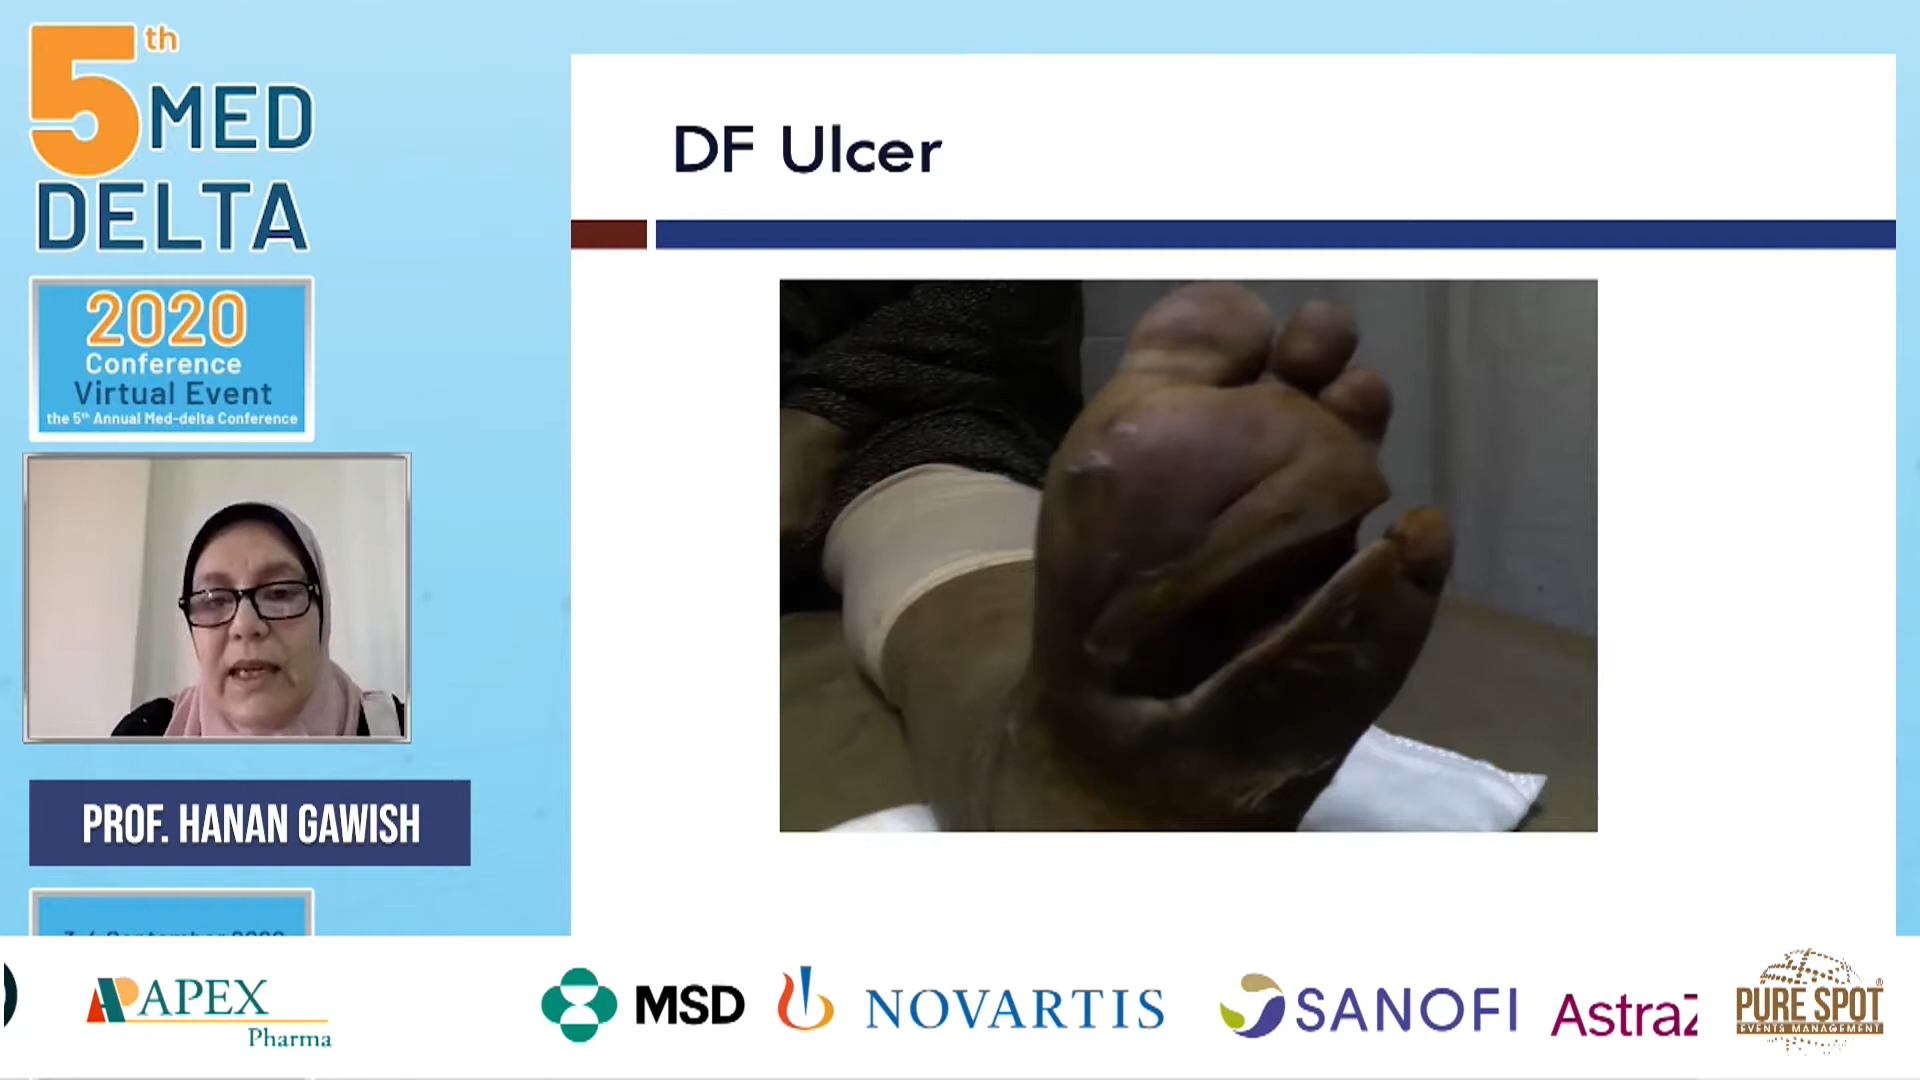 5th MED
DELTA
2020
Conference
Virtual Event
the 5th Annual Med-delta Conference
DF Ulcer
PROF. HANAN GAWISH
APEX
Pharma
MSD
NOVARTIS
SANOFI
AstraZ
PURE SPOT
EVENTS MANAGEMENT